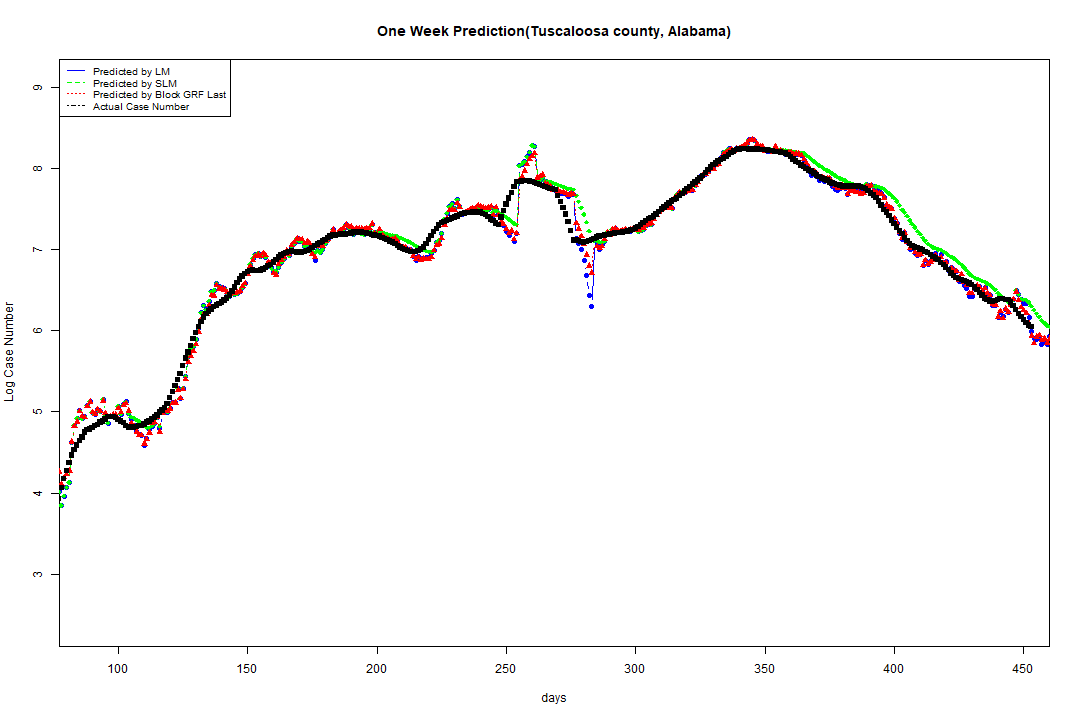 One Week Prediction(Tuscaloosa county, Alabama)
Predicted by LM
Predicted by SLM
Predicted by Block GRF Last
Actual Case Number
Log Case Number
9
8
7
6
5
4
3
100 150 200 250 300 350 400 450
days